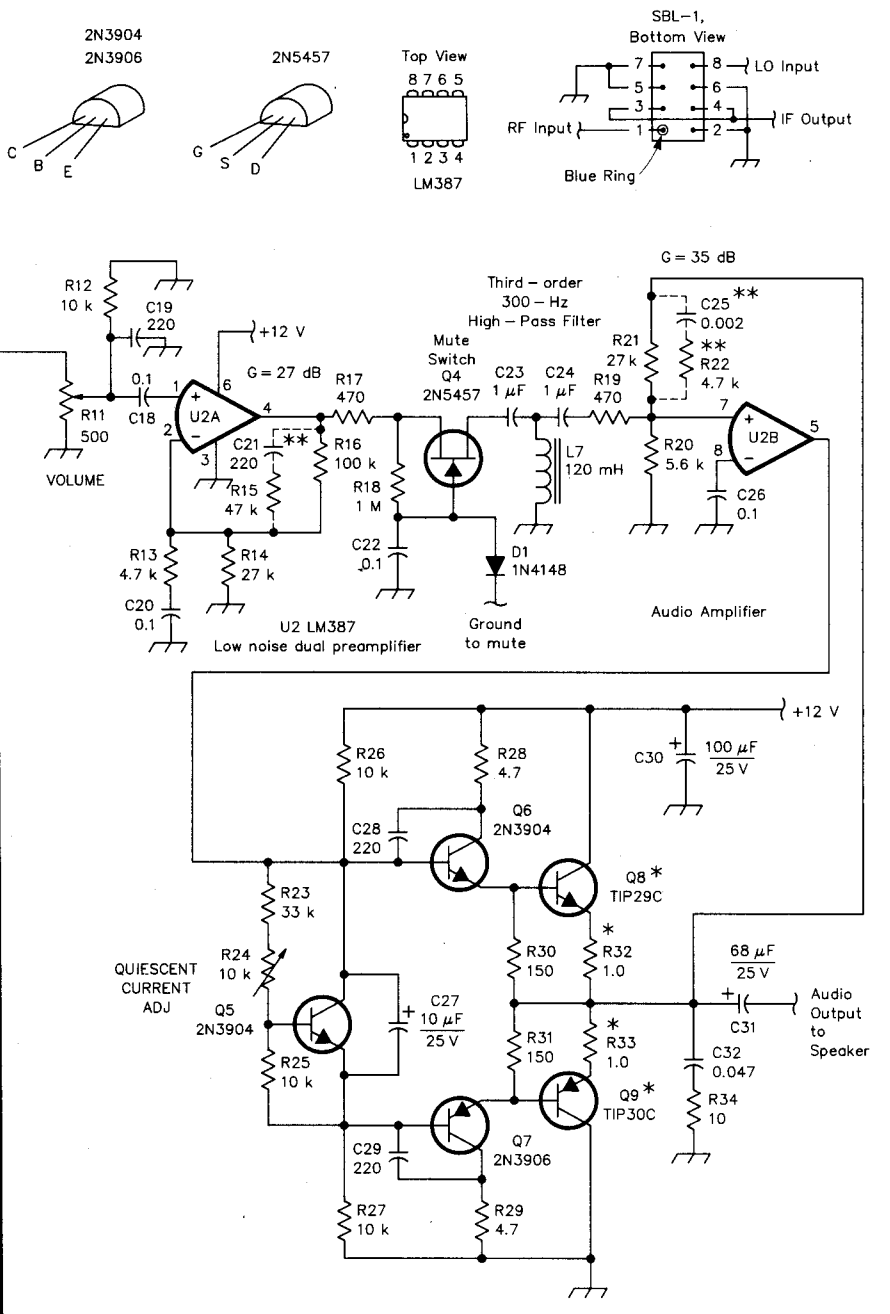 2N3904
2N3906
C
B
E
2N5457
G
S
D
Top View
8 7 6 5
1 2 3 4
LM387
SBL-1,
Bottom View
7
8
LO Input
5
6
3
4
IF Output
RF Input
1
2
Blue Ring
R12
10 k
C19
220
+12 V
G = 27 dB
0.1
C18
1
+
6
U2A
4
2
−
3
R11
500
VOLUME
C21
220
**
R15
47 k
R16
100 k
R13
4.7 k
R14
27 k
C20
0.1
U2 LM387
Low noise dual preamplifier
R17
470
R18
1 M
C22
0.1
Mute
Switch
Q4
2N5457
D1
1N4148
Ground
to mute
Third – order
300 – Hz
High – Pass Filter
C23
1 µF
C24
1 µF
L7
120 mH
R19
470
G = 35 dB
C25 **
0.002
**
R22
4.7 k
R21
27 k
R20
5.6 k
7
+
U2B
5
8
−
C26
0.1
Audio Amplifier
+12 V
R26
10 k
R28
4.7
C30
+
100 µF
25 V
C28
220
Q6
2N3904
Q8 *
TIP29C
R23
33 k
R24
10 k
QUIESCENT
CURRENT
ADJ
Q5
2N3904
R25
10 k
+
C27
10 µF
25 V
R30
150
*
R32
1.0
R31
150
*
R33
1.0
68 µF
25 V
+
C31
Audio
Output
to
Speaker
C32
0.047
R34
10
Q9 *
TIP30C
C29
220
Q7
2N3906
R27
10 k
R29
4.7